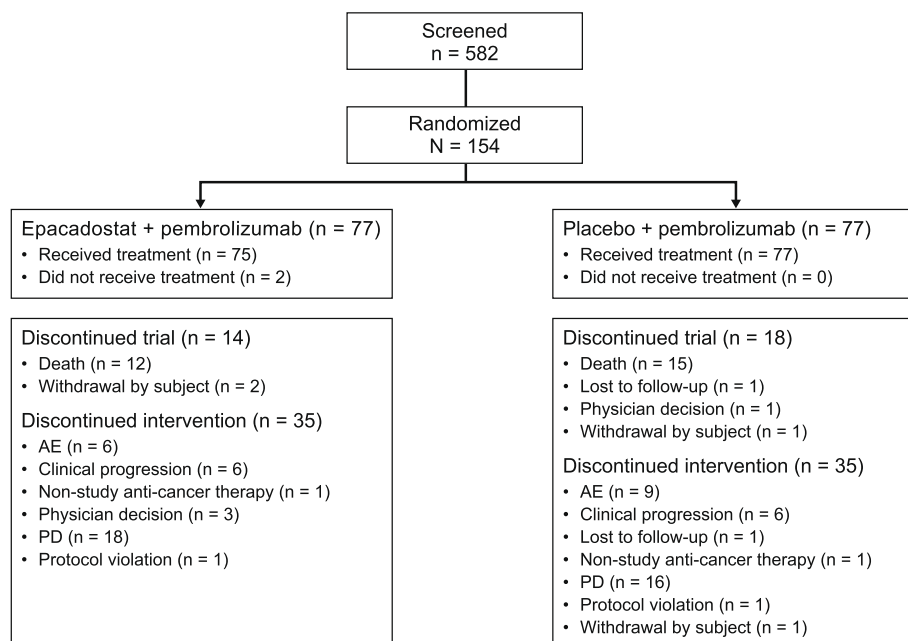 Screened
n = 582
Randomized
N = 154
Epacadostat + pembrolizumab (n = 77)
• Received treatment (n = 75)
• Did not receive treatment (n = 2)
Placebo + pembrolizumab (n = 77)
• Received treatment (n = 77)
• Did not receive treatment (n = 0)
Discontinued trial (n = 14)
• Death (n = 12)
• Withdrawal by subject (n = 2)
Discontinued intervention (n = 35)
• AE (n = 6)
• Clinical progression (n = 6)
• Non-study anti-cancer therapy (n = 1)
• Physician decision (n = 3)
• PD (n = 18)
• Protocol violation (n = 1)
Discontinued trial (n = 18)
• Death (n = 15)
• Lost to follow-up (n = 1)
• Physician decision (n = 1)
• Withdrawal by subject (n = 1)
Discontinued intervention (n = 35)
• AE (n = 9)
• Clinical progression (n = 6)
• Lost to follow-up (n = 1)
• Non-study anti-cancer therapy (n = 1)
• PD (n = 16)
• Protocol violation (n = 1)
• Withdrawal by subject (n = 1)